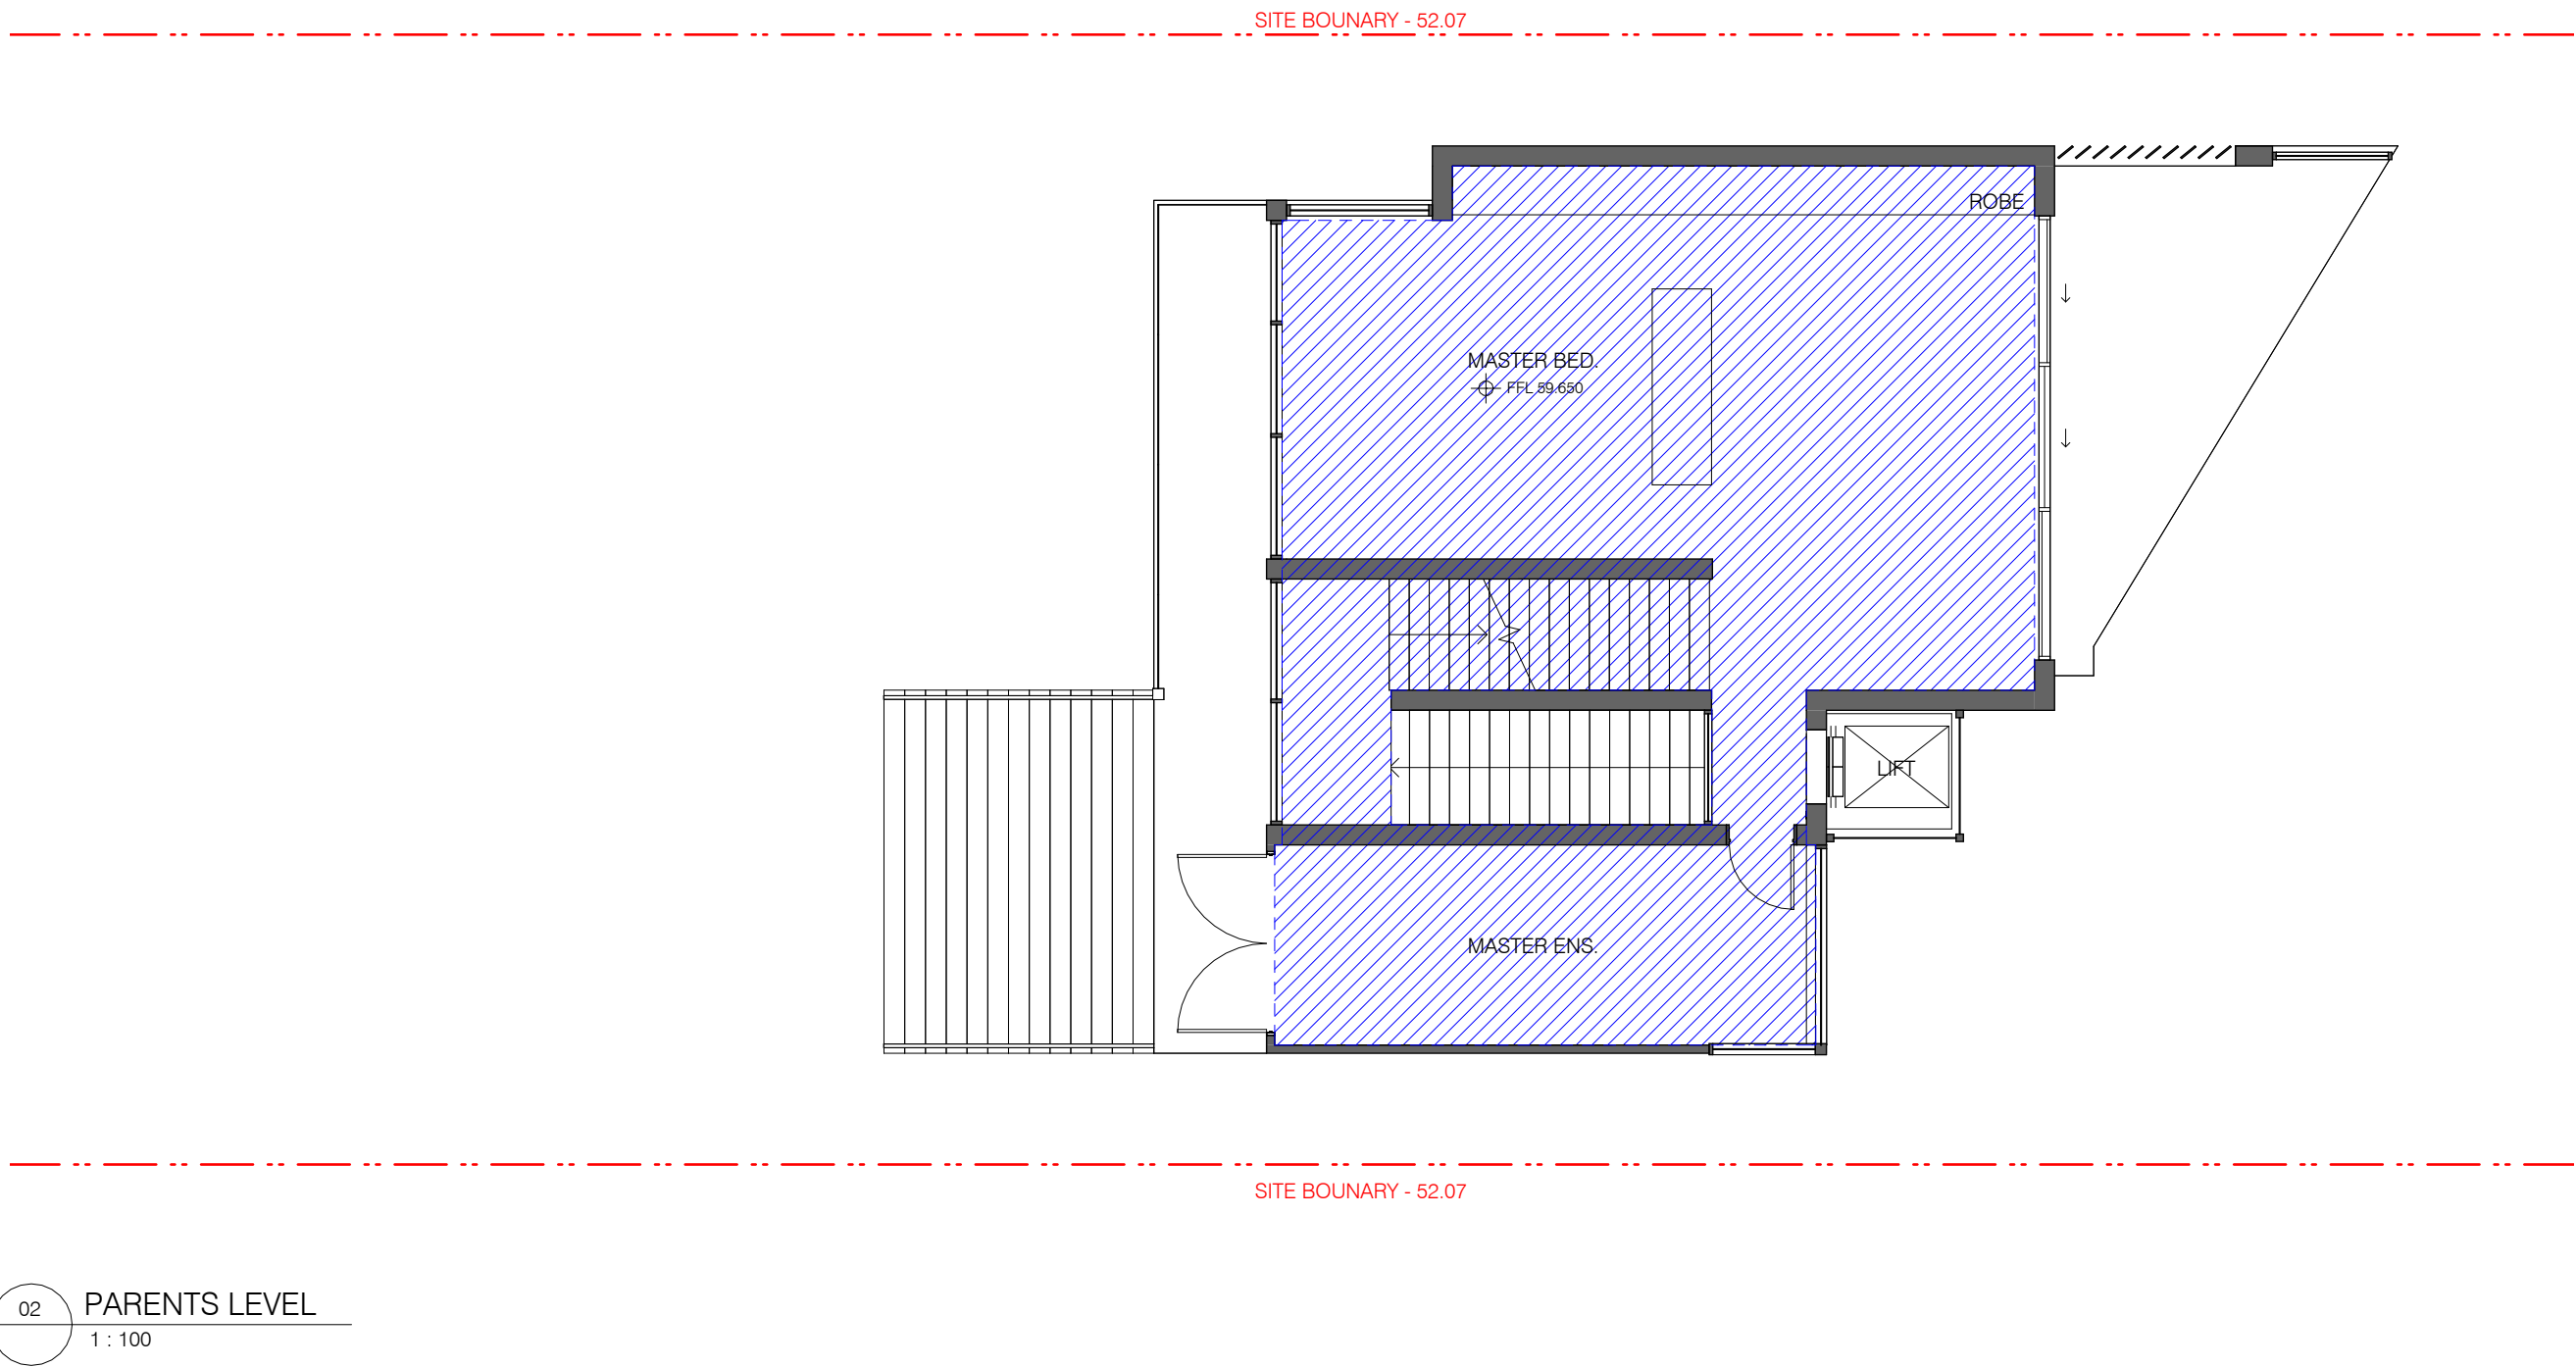 SITE BOUNARY - 52.07
ROBE
MASTER BED.
FFL 59.650
LIFT
MASTER ENS.
SITE BOUNARY - 52.07
02
PARENTS LEVEL
1 : 100